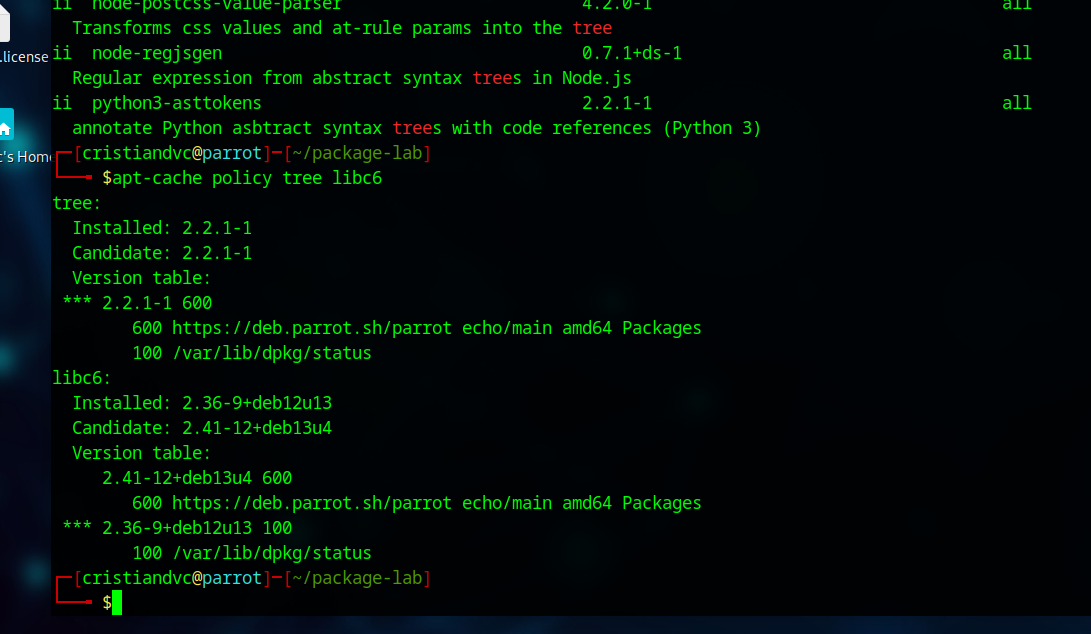 ii  node-postcss-value-parser                        4.2.0-1                                   all
  Transforms css values and at-rule params into the tree
.license
ii  node-regjsgen                                    0.7.1+ds-1                                all
  Regular expression from abstract syntax trees in Node.js
ii  python3-asttokens                                2.2.1-1                                   all
  annotate Python asbtract syntax trees with code references (Python 3)
c's Hom
┌─[cristiandvc@parrot]─[~/package-lab]
└──╼ $apt-cache policy tree libc6
tree:
  Installed: 2.2.1-1
  Candidate: 2.2.1-1
  Version table:
 *** 2.2.1-1 600
        600 https://deb.parrot.sh/parrot echo/main amd64 Packages
        100 /var/lib/dpkg/status
libc6:
  Installed: 2.36-9+deb12u13
  Candidate: 2.41-12+deb13u4
  Version table:
     2.41-12+deb13u4 600
        600 https://deb.parrot.sh/parrot echo/main amd64 Packages
 *** 2.36-9+deb12u13 100
        100 /var/lib/dpkg/status
┌─[cristiandvc@parrot]─[~/package-lab]
└──╼ $